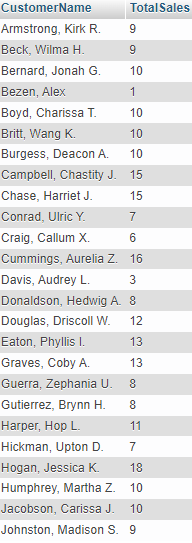 CustomerName TotalSales
Armstrong, Kirk R. 9
Beck, Wilma H. 9
Bernard, Jonah G. 10
Bezen, Alex 1
Boyd, Charissa T. 10
Britt, Wang K. 10
Burgess, Deacon A. 10
Campbell, Chastity J. 15
Chase, Harriet J. 15
Conrad, Ulric Y. 7
Craig, Callum X. 6
Cummings, Aurelia Z. 16
Davis, Audrey L. 3
Donaldson, Hedwig A. 8
Douglas, Driscoll W. 12
Eaton, Phyllis I. 13
Graves, Coby A. 13
Guerra, Zephania U. 8
Gutierrez, Brynn H. 8
Harper, Hop L. 11
Hickman, Upton D. 7
Hogan, Jessica K. 18
Humphrey, Martha Z. 10
Jacobson, Carissa J. 10
Johnston, Madison S. 9